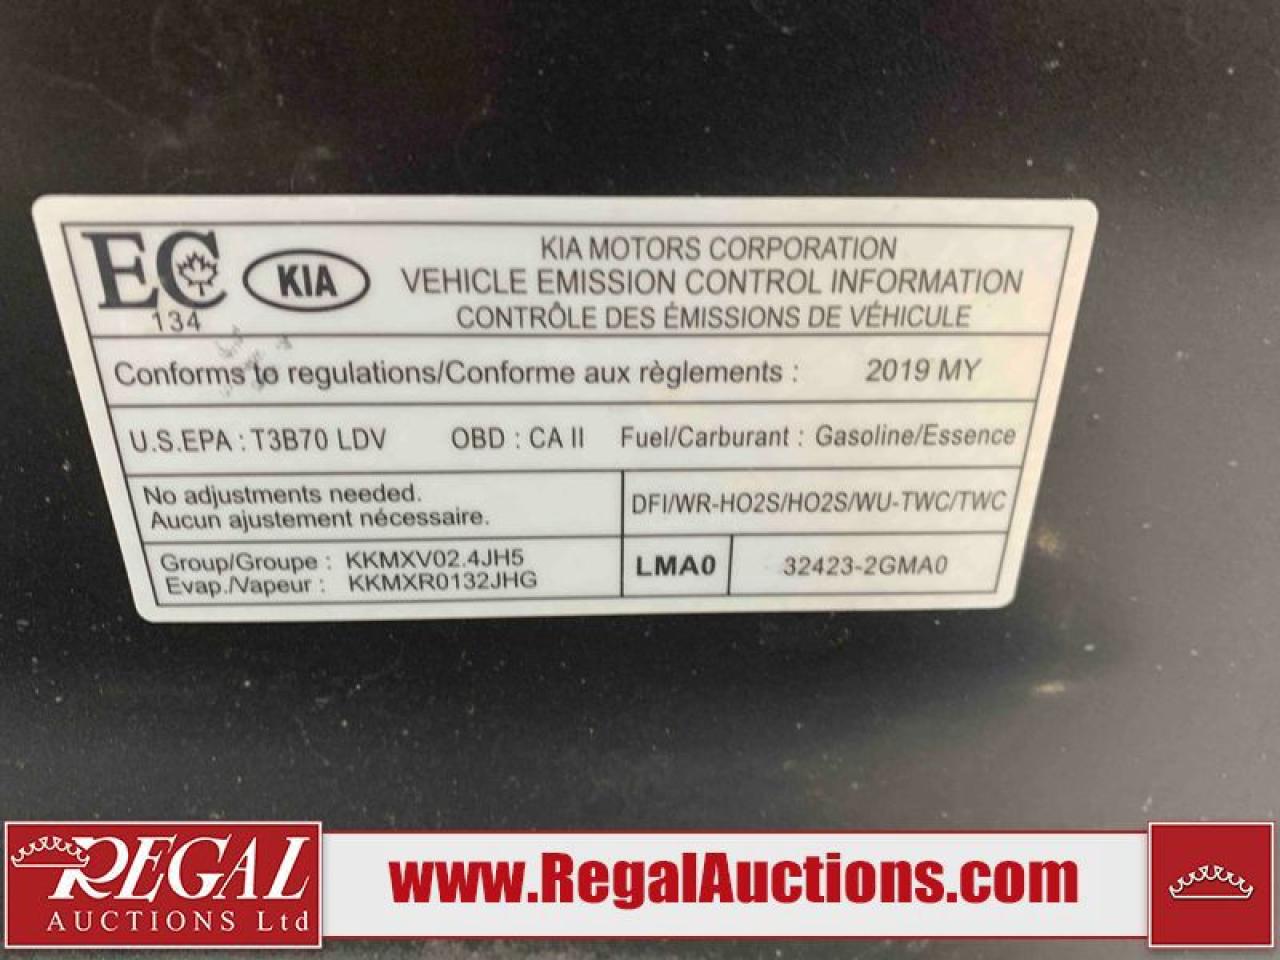 EC
134
KIA
KIA MOTORS CORPORATION
VEHICLE EMISSION CONTROL INFORMATION
CONTRÔLE DES ÉMISSIONS DE VÉHICULE
Conforms to regulations/Conforme aux règlements : 2019 MY
U.S.EPA : T3B70 LDV OBD : CA II Fuel/Carburant : Gasoline/Essence
No adjustments needed.
Aucun ajustement nécessaire.
DFI/WR-HO2S/HO2S/WU-TWC/TWC
Group/Groupe : KKMXV02.4JH5
Evap./Vapeur : KKMXR0132JHG
LMA0
32423-2GMA0
REGAL
AUCTIONS Ltd
www.RegalAuctions.com